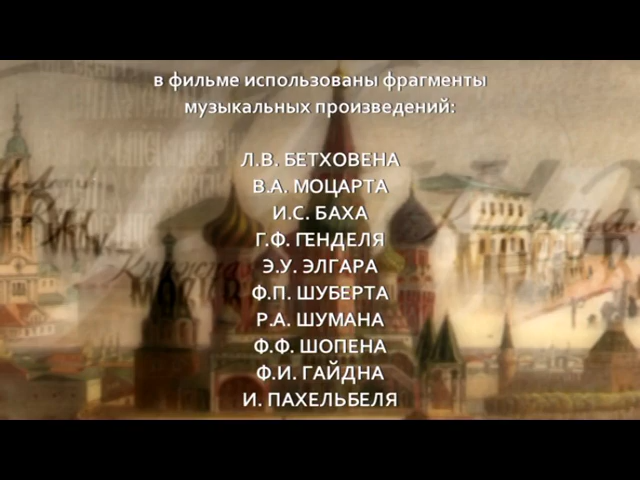 в фильме использованы фрагменты
музыкальных произведений:
Л.В. БЕТХОВЕНА
В.А. МОЦАРТА
И.С. БАХА
Г.Ф. ГЕНДЕЛЯ
Э.У. ЭЛГАРА
Ф.П. ШУБЕРТА
Р.А. ШУМАНА
Ф.Ф. ШОПЕНА
Ф.И. ГАЙДНА
И. ПАХЕЛЬБЕЛЯ